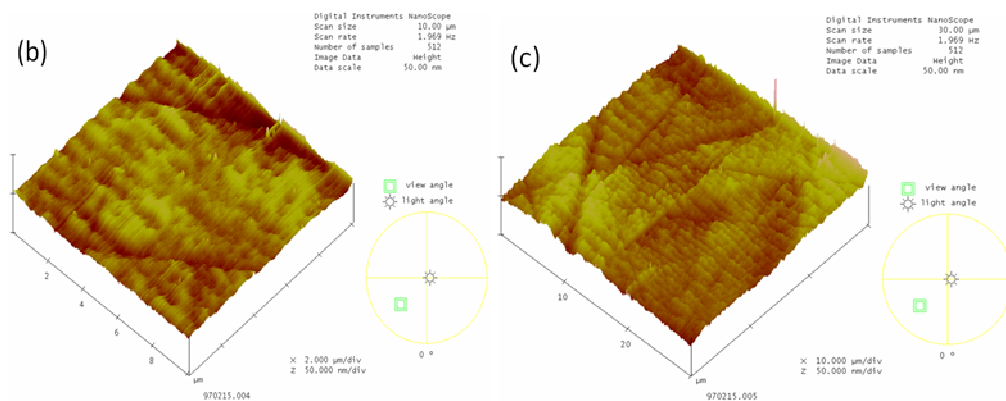 (b)
Digital Instruments NanoScope
Scan size 10.00 µm
Scan rate 1.969 Hz
Number of samples 512
Image Data Height
Data scale 50.00 nm
view angle
light angle
0 °
2
4
6
8
µm
X 2.000 µm/div
Z 50.000 nm/div
970215.004
(c)
Digital Instruments NanoScope
Scan size 30.00 µm
Scan rate 1.969 Hz
Number of samples 512
Image Data Height
Data scale 50.00 nm
view angle
light angle
0 °
10
20
µm
X 10.000 µm/div
Z 50.000 nm/div
970215.005